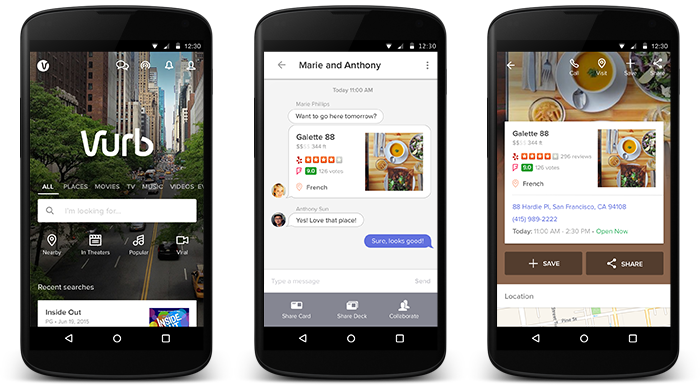 12:30
V
Vurb
ALL PLACES MOVIES TV MUSIC VIDEOS
I'm looking for...
Nearby In Theaters Popular Viral
Recent searches
Inside Out
PG • Jun 19, 2015
INSIDE OUT
12:30
Marie and Anthony
Today 11:00 AM
Marie Phillips
Want to go here tomorrow?
Galette 88
$$$$ 344 ft
9.0 126 votes
French
Anthony Sun
Yes! Love that place!
Sure, looks good!
Type a message Send
Share Card Share Deck Collaborate
12:30
Call Visit Save Share
Galette 88
$$$$ 344 ft
296 reviews
9.0 126 votes
French
88 Hardie Pl, San Francisco, CA 94108
(415) 989-2222
Today: 11:00 AM - 2:30 PM • Open Now
SAVE SHARE
Location
Pine St